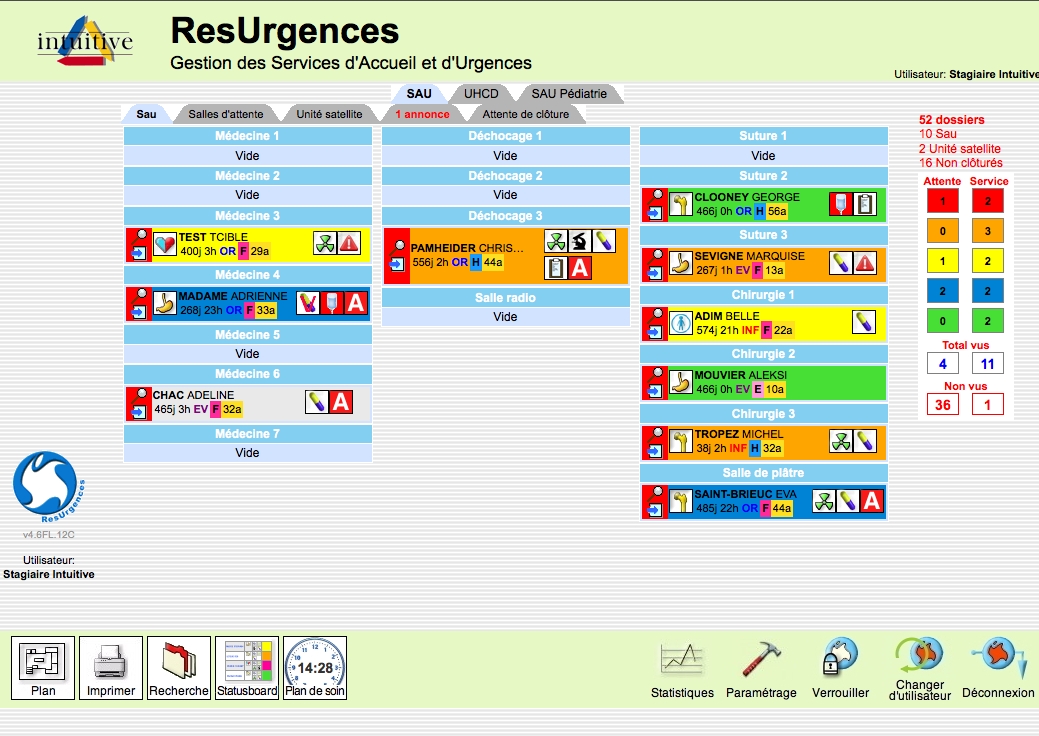 intuitive
ResUrgences
Gestion des Services d'Accueil et d'Urgences
Utilisateur: Stagiaire Intuitive
SAU
UHCD
SAU Pédiatrie
Sau
Salles d'attente
Unité satellite
1 annonce
Attente de clôture
Médecine 1
Vide
Médecine 2
Vide
Médecine 3
TEST TCIBLE
400j 3h OR F 29a
Médecine 4
MADAME ADRIENNE
268j 23h OR F 33a
A
Médecine 5
Vide
Médecine 6
CHAC ADELINE
465j 3h EV F 32a
A
Médecine 7
Vide
Déchocage 1
Vide
Déchocage 2
Vide
Déchocage 3
PAMHEIDER CHRIS...
556j 2h OR H 44a
A
Salle radio
Vide
Suture 1
Vide
Suture 2
CLOONEY GEORGE
466j 0h OR H 56a
Suture 3
SEVIGNE MARQUISE
267j 1h EV F 13a
Chirurgie 1
ADIM BELLE
574j 21h INF F 22a
Chirurgie 2
MOUVIER ALEKSI
466j 0h EV E 10a
Chirurgie 3
TROPEZ MICHEL
38j 2h INF H 32a
Salle de plâtre
SAINT-BRIEUC EVA
485j 22h OR F 44a
A
52 dossiers
10 Sau
2 Unité satellite
16 Non clôturés
Attente Service
1 2
0 3
1 2
2 2
0 2
Total vus
4 11
Non vus
36 1
ResUrgences
v4.6FL.12C
Utilisateur:
Stagiaire Intuitive
Plan
Imprimer
Recherche
Statusboard
14:28
Plan de soin
Statistiques
Paramétrage
Verrouiller
Changer
d'utilisateur
Déconnexion